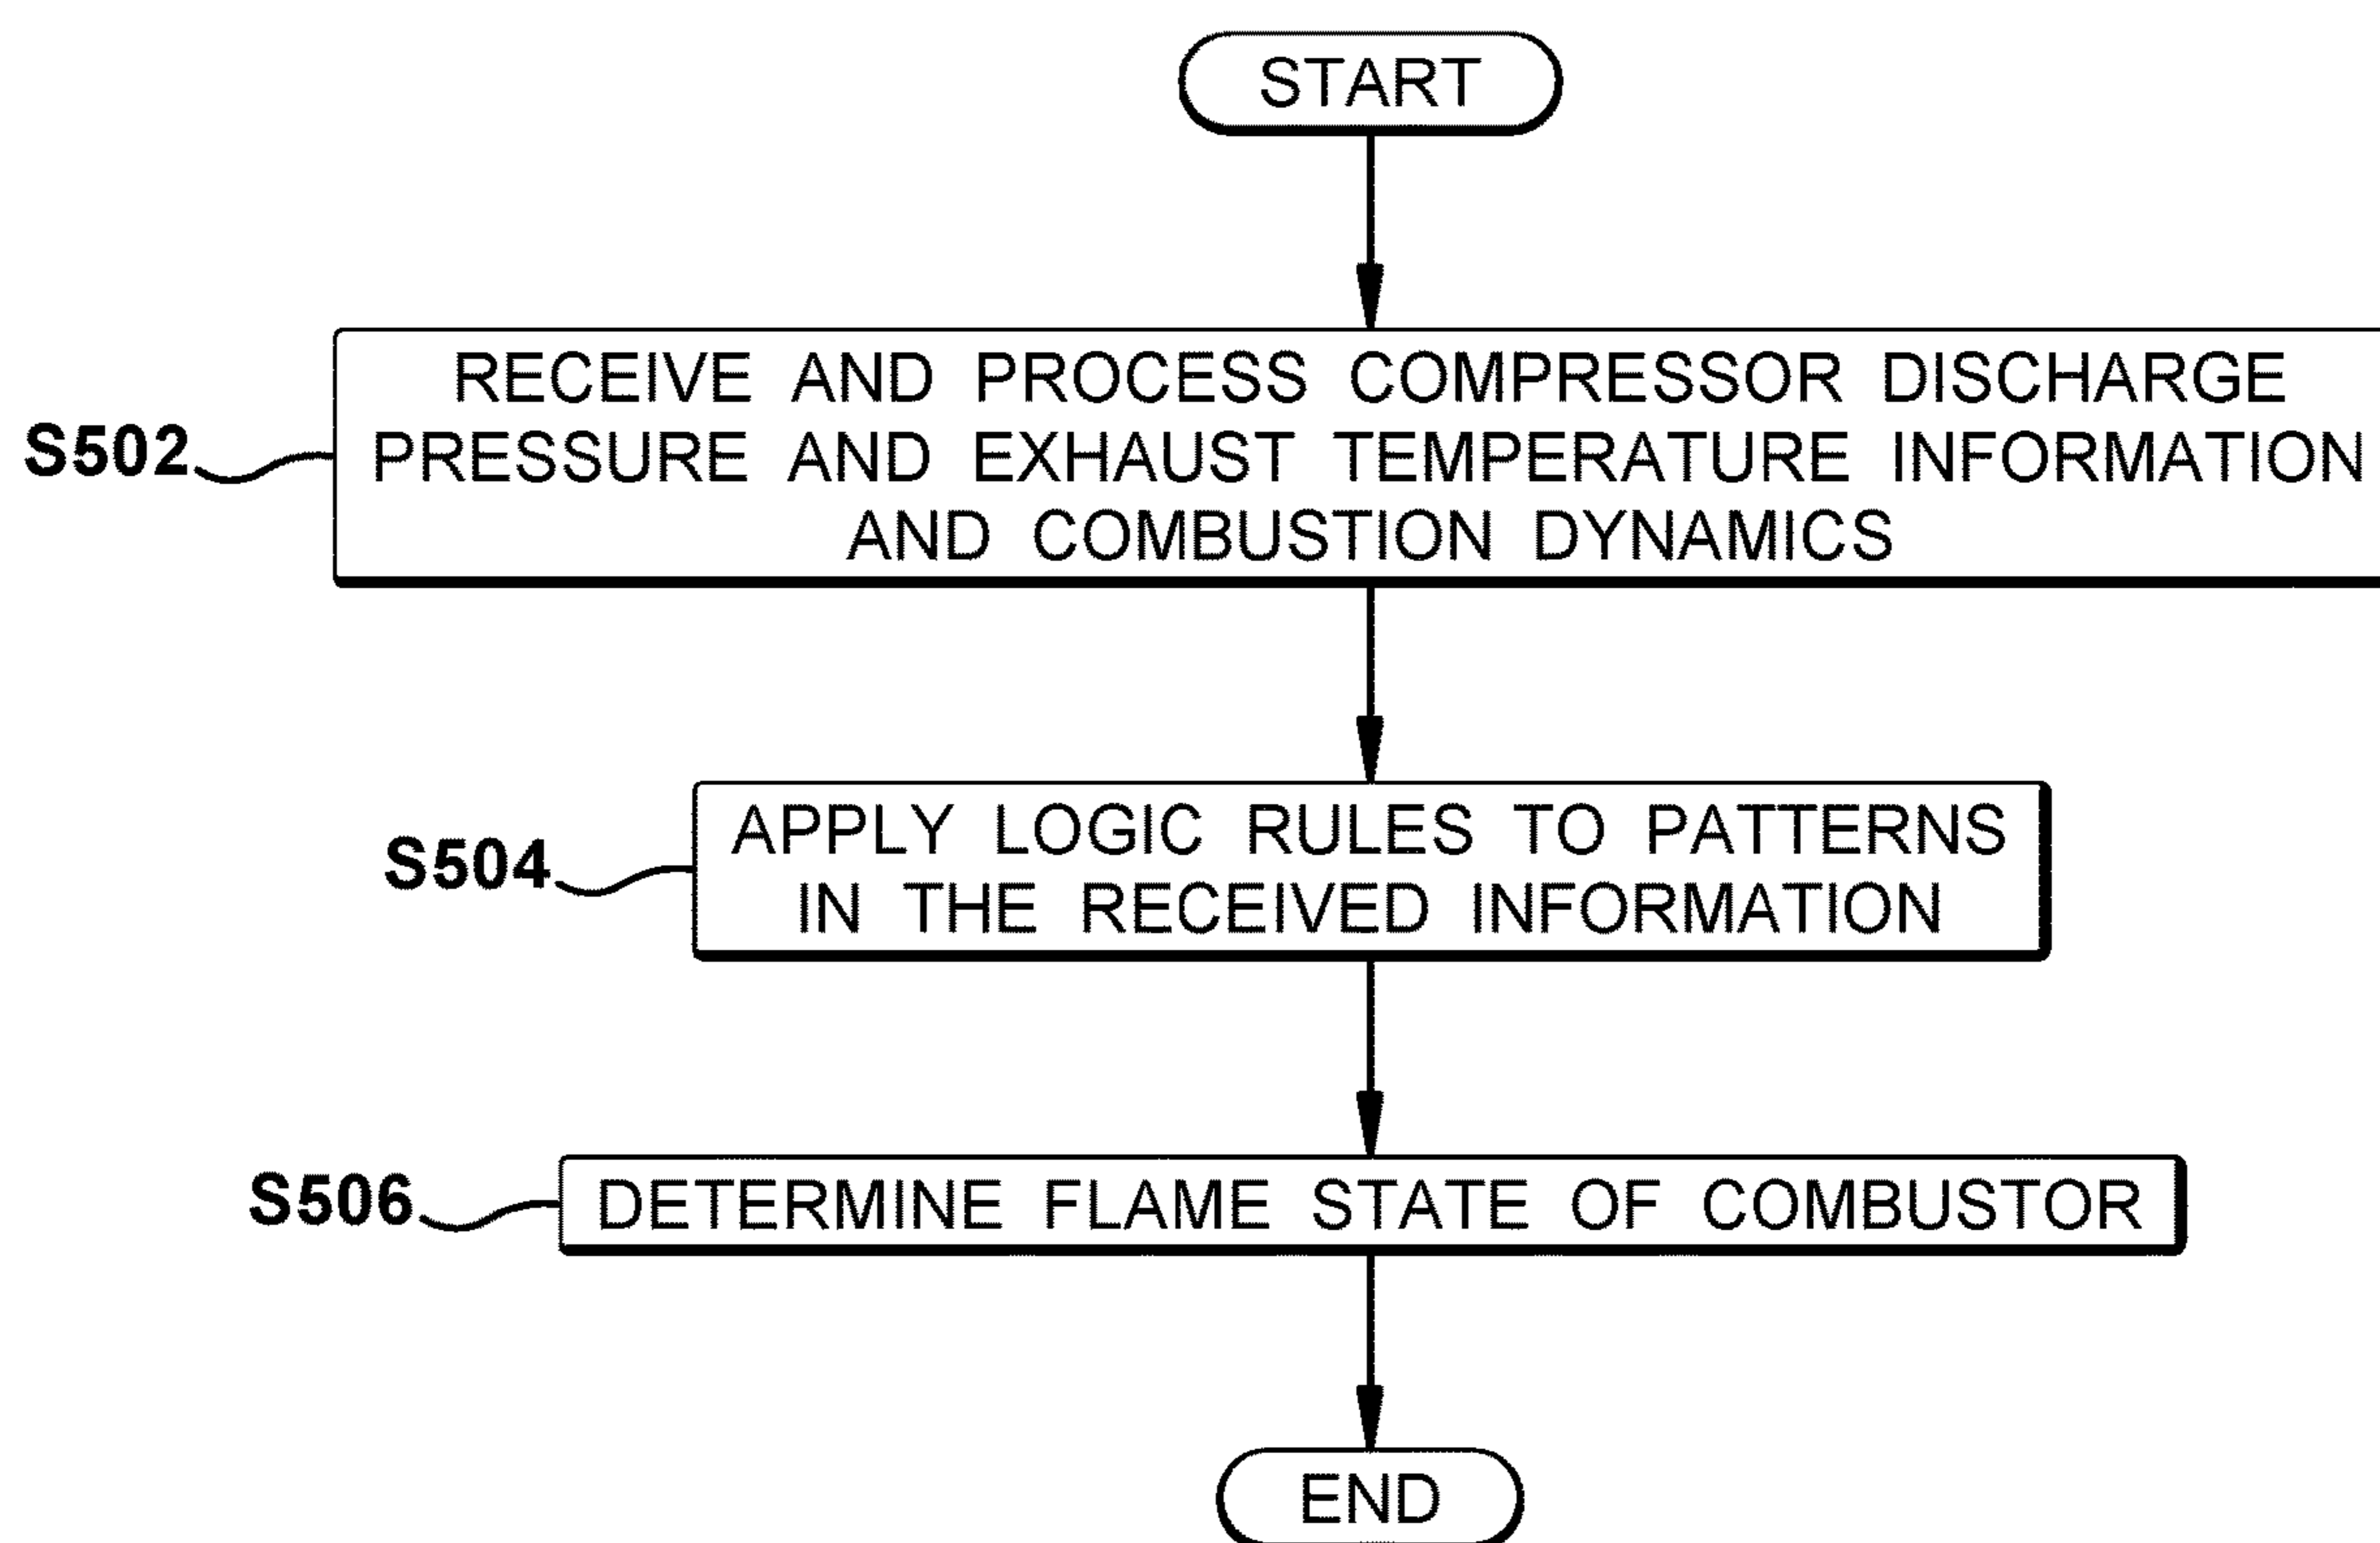 START
RECEIVE AND PROCESS COMPRESSOR DISCHARGE
S502 PRESSURE AND EXHAUST TEMPERATURE INFORMATION
AND COMBUSTION DYNAMICS
APPLY LOGIC RULES TO PATTERNS
S504
IN THE RECEIVED INFORMATION
S506 DETERMINE FLAME STATE OF COMBUSTOR
END